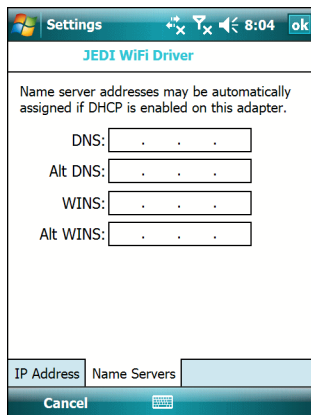 Settings 8:04 ok
JEDI WiFi Driver
Name server addresses may be automatically
assigned if DHCP is enabled on this adapter.
DNS: . . .
Alt DNS: . . .
WINS: . . .
Alt WINS: . . .
IP Address Name Servers
Cancel